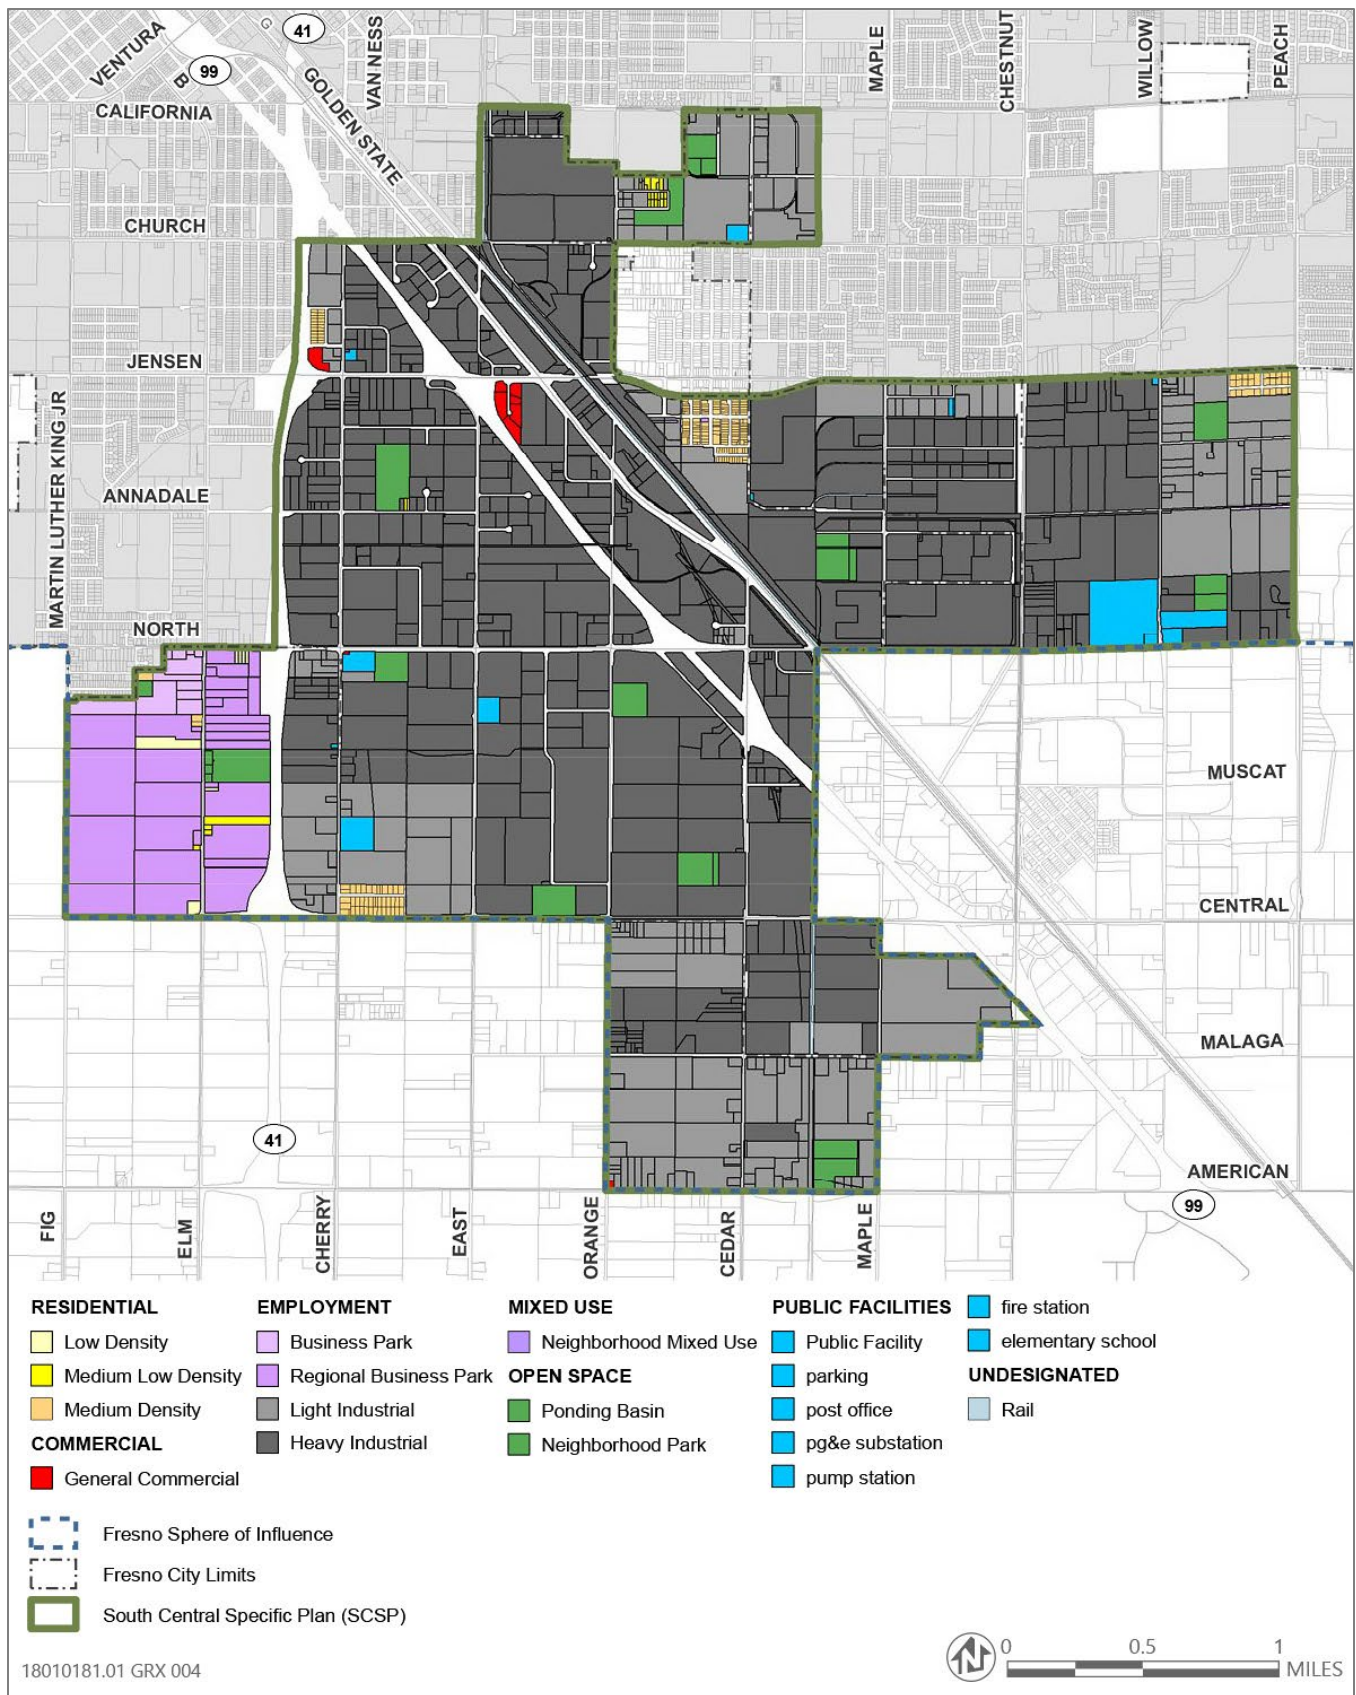 41
G
VENTURA
B
99
VAN NESS
GOLDEN STATE
MAPLE
CHESTNUT
WILLOW
PEACH
CALIFORNIA
CHURCH
JENSEN
MARTIN LUTHER KING JR
ANNADALE
NORTH
MUSCAT
CENTRAL
MALAGA
41
AMERICAN
99
FIG
ELM
CHERRY
EAST
ORANGE
CEDAR
MAPLE
RESIDENTIAL
Low Density
Medium Low Density
Medium Density
COMMERCIAL
General Commercial
EMPLOYMENT
Business Park
Regional Business Park
Light Industrial
Heavy Industrial
MIXED USE
Neighborhood Mixed Use
OPEN SPACE
Ponding Basin
Neighborhood Park
PUBLIC FACILITIES
Public Facility
parking
post office
pg&e substation
pump station
fire station
elementary school
UNDESIGNATED
Rail
Fresno Sphere of Influence
Fresno City Limits
South Central Specific Plan (SCSP)
18010181.01 GRX 004
N
0 0.5 1
MILES